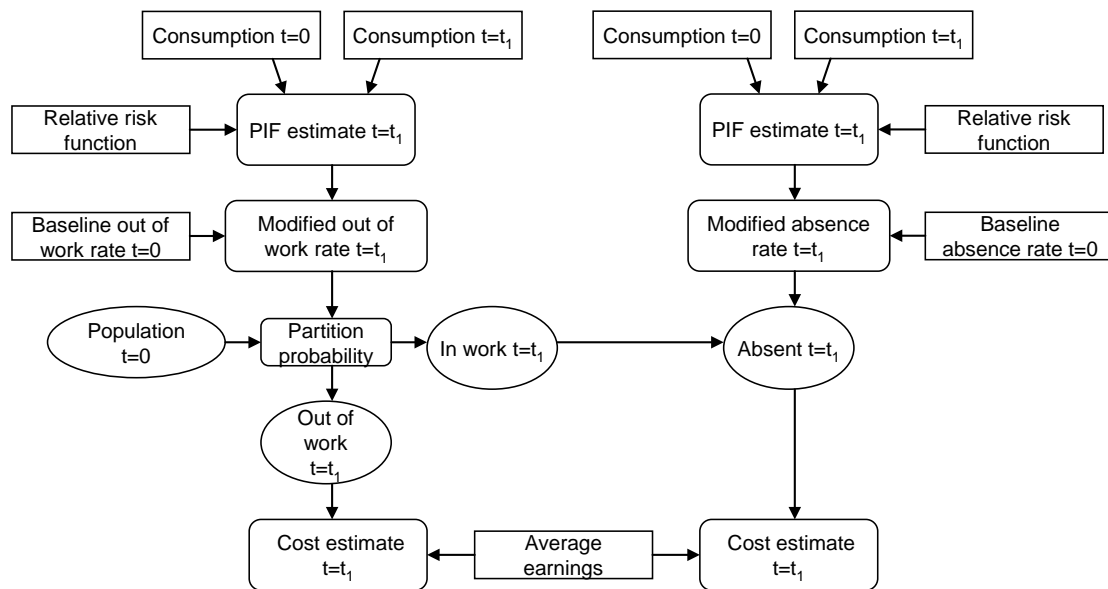 Consumption t=0
Consumption t=t₁
Consumption t=0
Consumption t=t₁
Relative risk
function
PIF estimate t=t₁
PIF estimate t=t₁
Relative risk
function
Baseline out of
work rate t=0
Modified out of
work rate t=t₁
Modified absence
rate t=t₁
Baseline
absence rate t=0
Population
t=0
Partition
probability
In work t=t₁
Absent t=t₁
Out of
work
t=t₁
Cost estimate
t=t₁
Average
earnings
Cost estimate
t=t₁